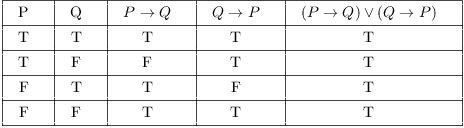 P Q P → Q Q → P (P → Q) ∨ (Q → P)
T T T T T
T F F T T
F T T F T
F F T T T